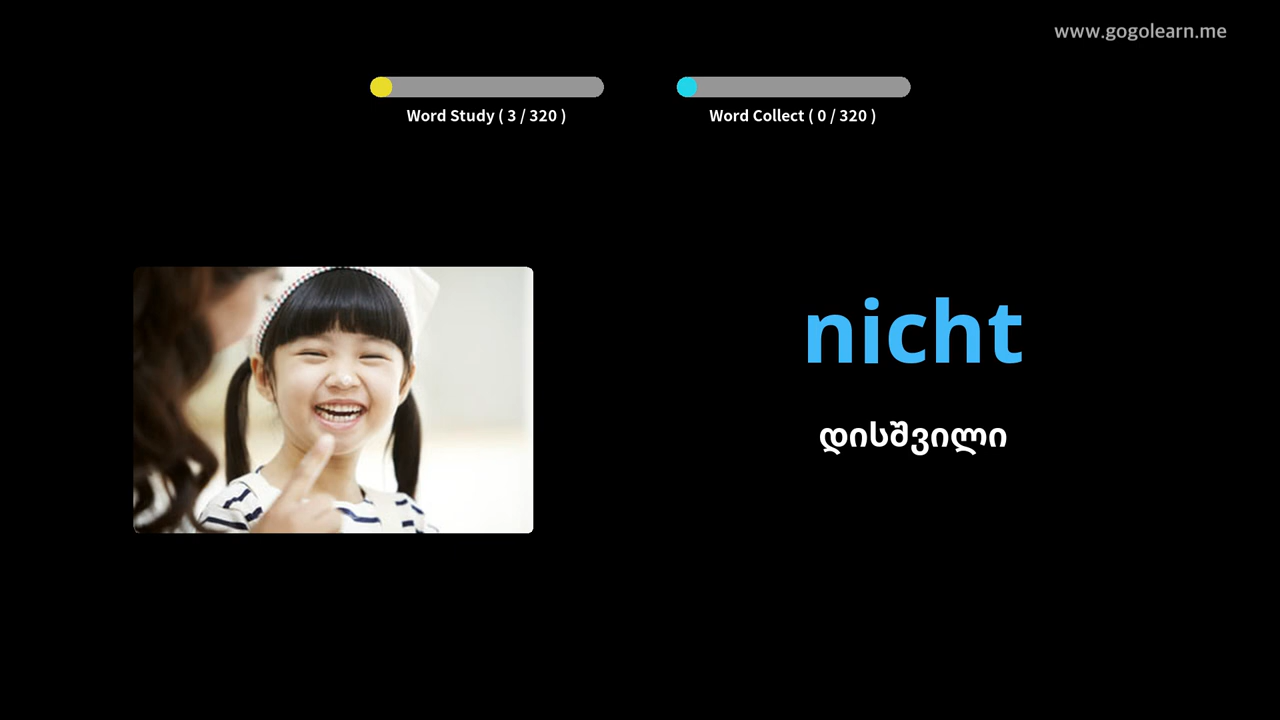 www.gogolearn.me
Word Study ( 3 / 320 )
Word Collect ( 0 / 320 )
nicht
დისშვილი